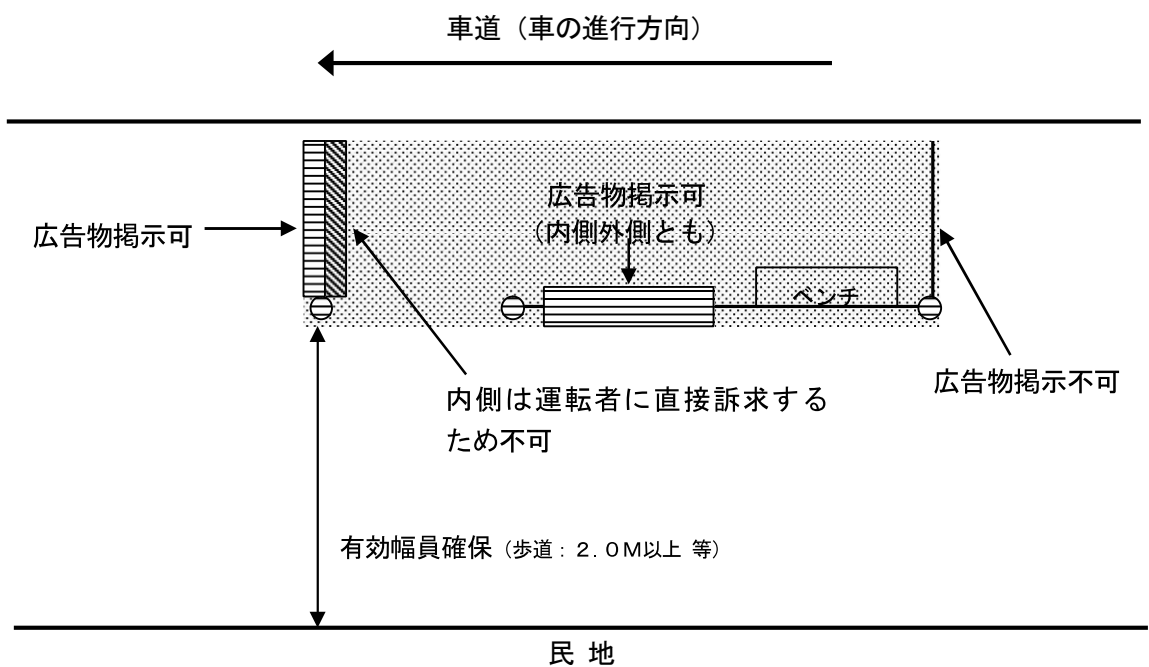 車道（車の進行方向）
広告物掲示可
（内側外側とも）
広告物掲示可
ベンチ
広告物掲示不可
内側は運転者に直接訴求する
ため不可
有効幅員確保（歩道：２．０Ｍ以上 等）
民 地